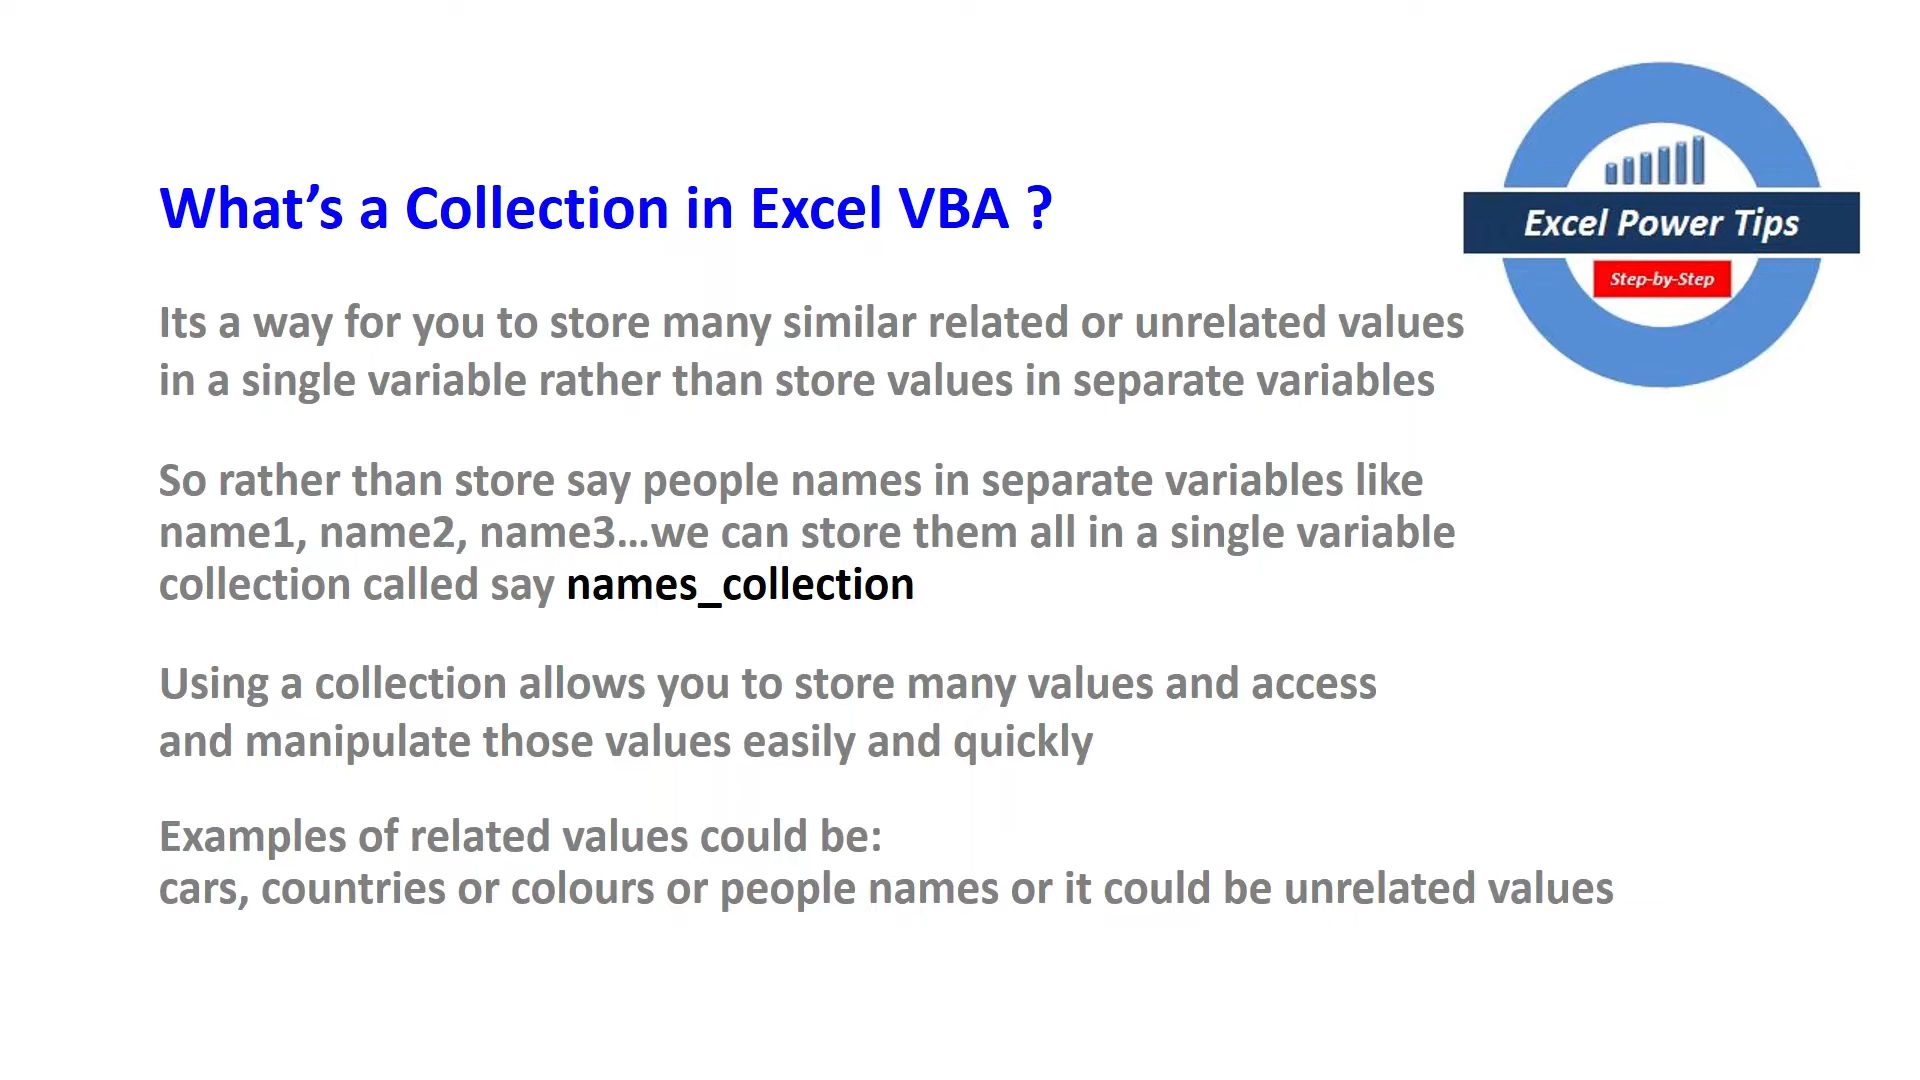 What’s a Collection in Excel VBA ?
Excel Power Tips
Step-by-Step
Its a way for you to store many similar related or unrelated values
in a single variable rather than store values in separate variables
So rather than store say people names in separate variables like
name1, name2, name3…we can store them all in a single variable
collection called say names_collection
Using a collection allows you to store many values and access
and manipulate those values easily and quickly
Examples of related values could be:
cars, countries or colours or people names or it could be unrelated values